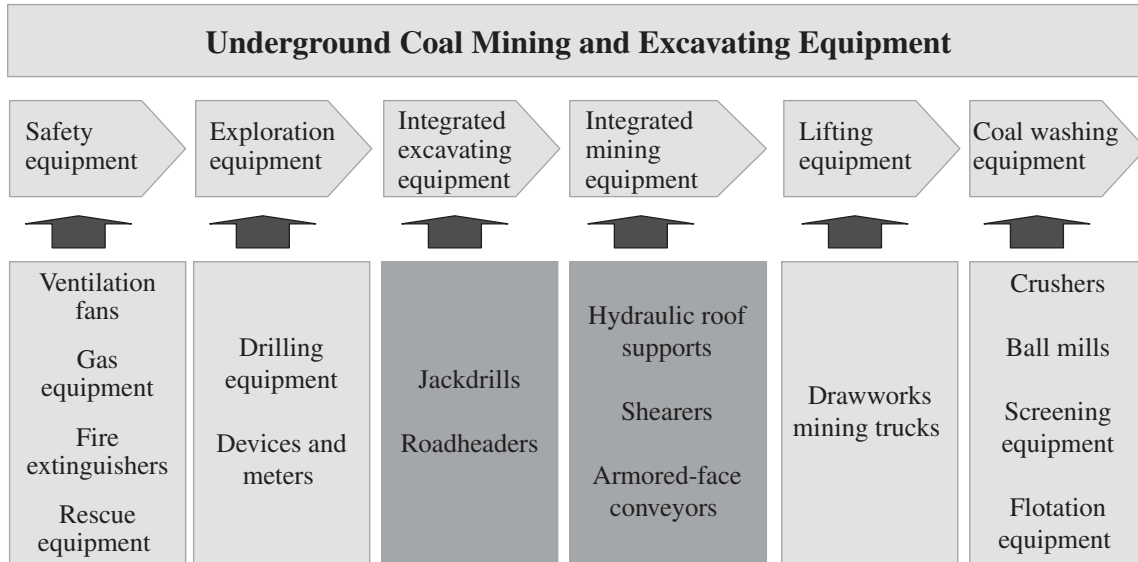 Underground Coal Mining and Excavating Equipment
Safety
equipment
Exploration
equipment
Integrated
excavating
equipment
Integrated
mining
equipment
Lifting
equipment
Coal washing
equipment
Ventilation
fans
Gas
equipment
Fire
extinguishers
Rescue
equipment
Drilling
equipment
Devices and
meters
Jackdrills
Roadheaders
Hydraulic roof
supports
Shearers
Armored-face
conveyors
Drawworks
mining trucks
Crushers
Ball mills
Screening
equipment
Flotation
equipment